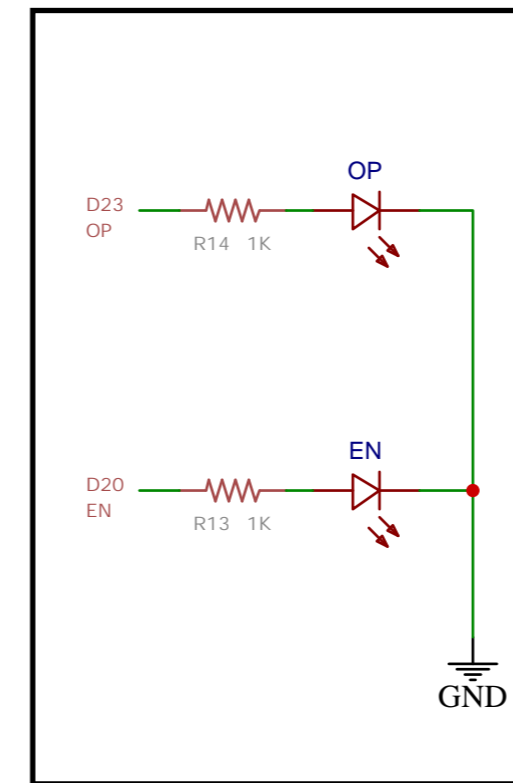 OP
D23
OP
R14 1K
EN
D20
EN
R13 1K
GND